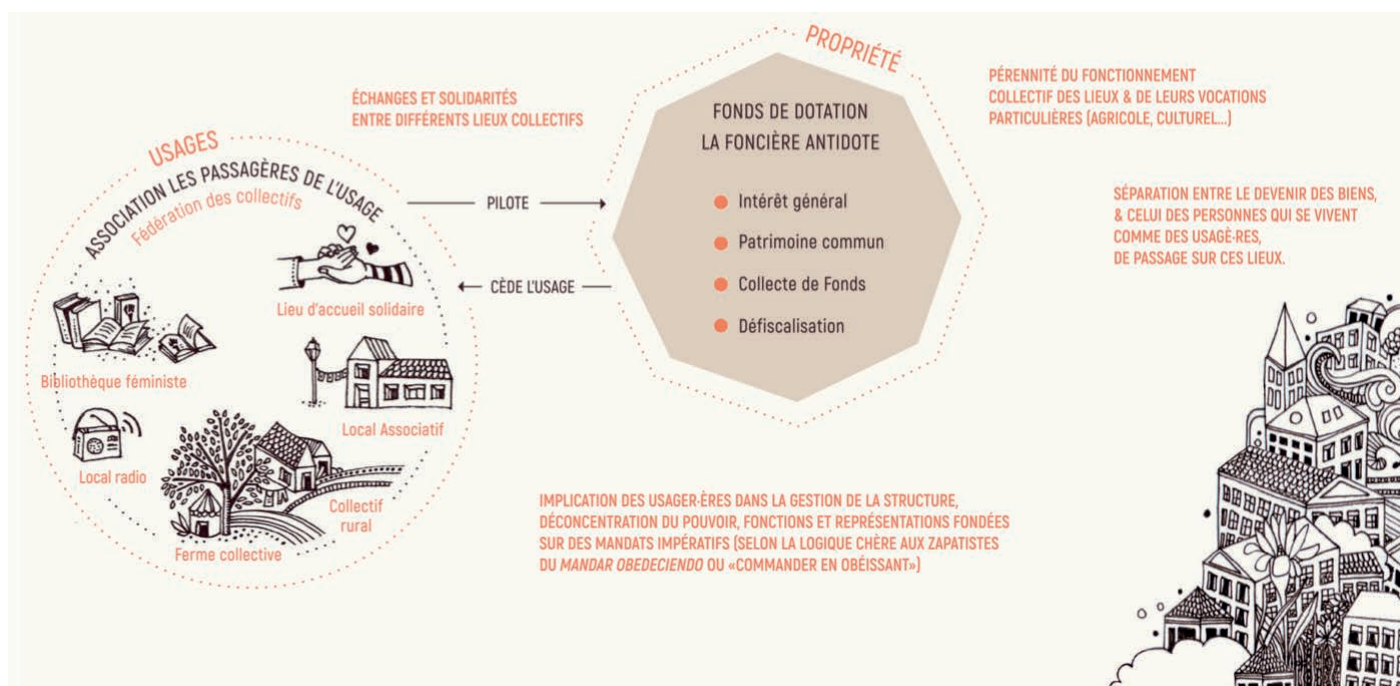 USAGES
ASSOCIATION LES PASSAGÈRES DE L'USAGE
Fédération des collectifs
Lieu d'accueil solidaire
Bibliothèque féministe
Local Associatif
Local radio
Collectif
rural
Ferme collective
ÉCHANGES ET SOLIDARITÉS
ENTRE DIFFÉRENTS LIEUX COLLECTIFS
PILOTE
CÈDE L'USAGE
PROPRIÉTÉ
FONDS DE DOTATION
LA FONCIÈRE ANTIDOTE
Intérêt général
Patrimoine commun
Collecte de Fonds
Défiscalisation
PÉRENNITÉ DU FONCTIONNEMENT
COLLECTIF DES LIEUX & DE LEURS VOCATIONS
PARTICULIÈRES (AGRICOLE, CULTUREL...)
SÉPARATION ENTRE LE DEVENIR DES BIENS,
& CELUI DES PERSONNES QUI SE VIVENT
COMME DES USAGÈ·RES,
DE PASSAGE SUR CES LIEUX.
IMPLICATION DES USAGER·ÈRES DANS LA GESTION DE LA STRUCTURE,
DÉCONCENTRATION DU POUVOIR, FONCTIONS ET REPRÉSENTATIONS FONDÉES
SUR DES MANDATS IMPÉRATIFS (SELON LA LOGIQUE CHÈRE AUX ZAPATISTES
DU MANDAR OBEDECIENDO OU «COMMANDER EN OBÉISSANT»)